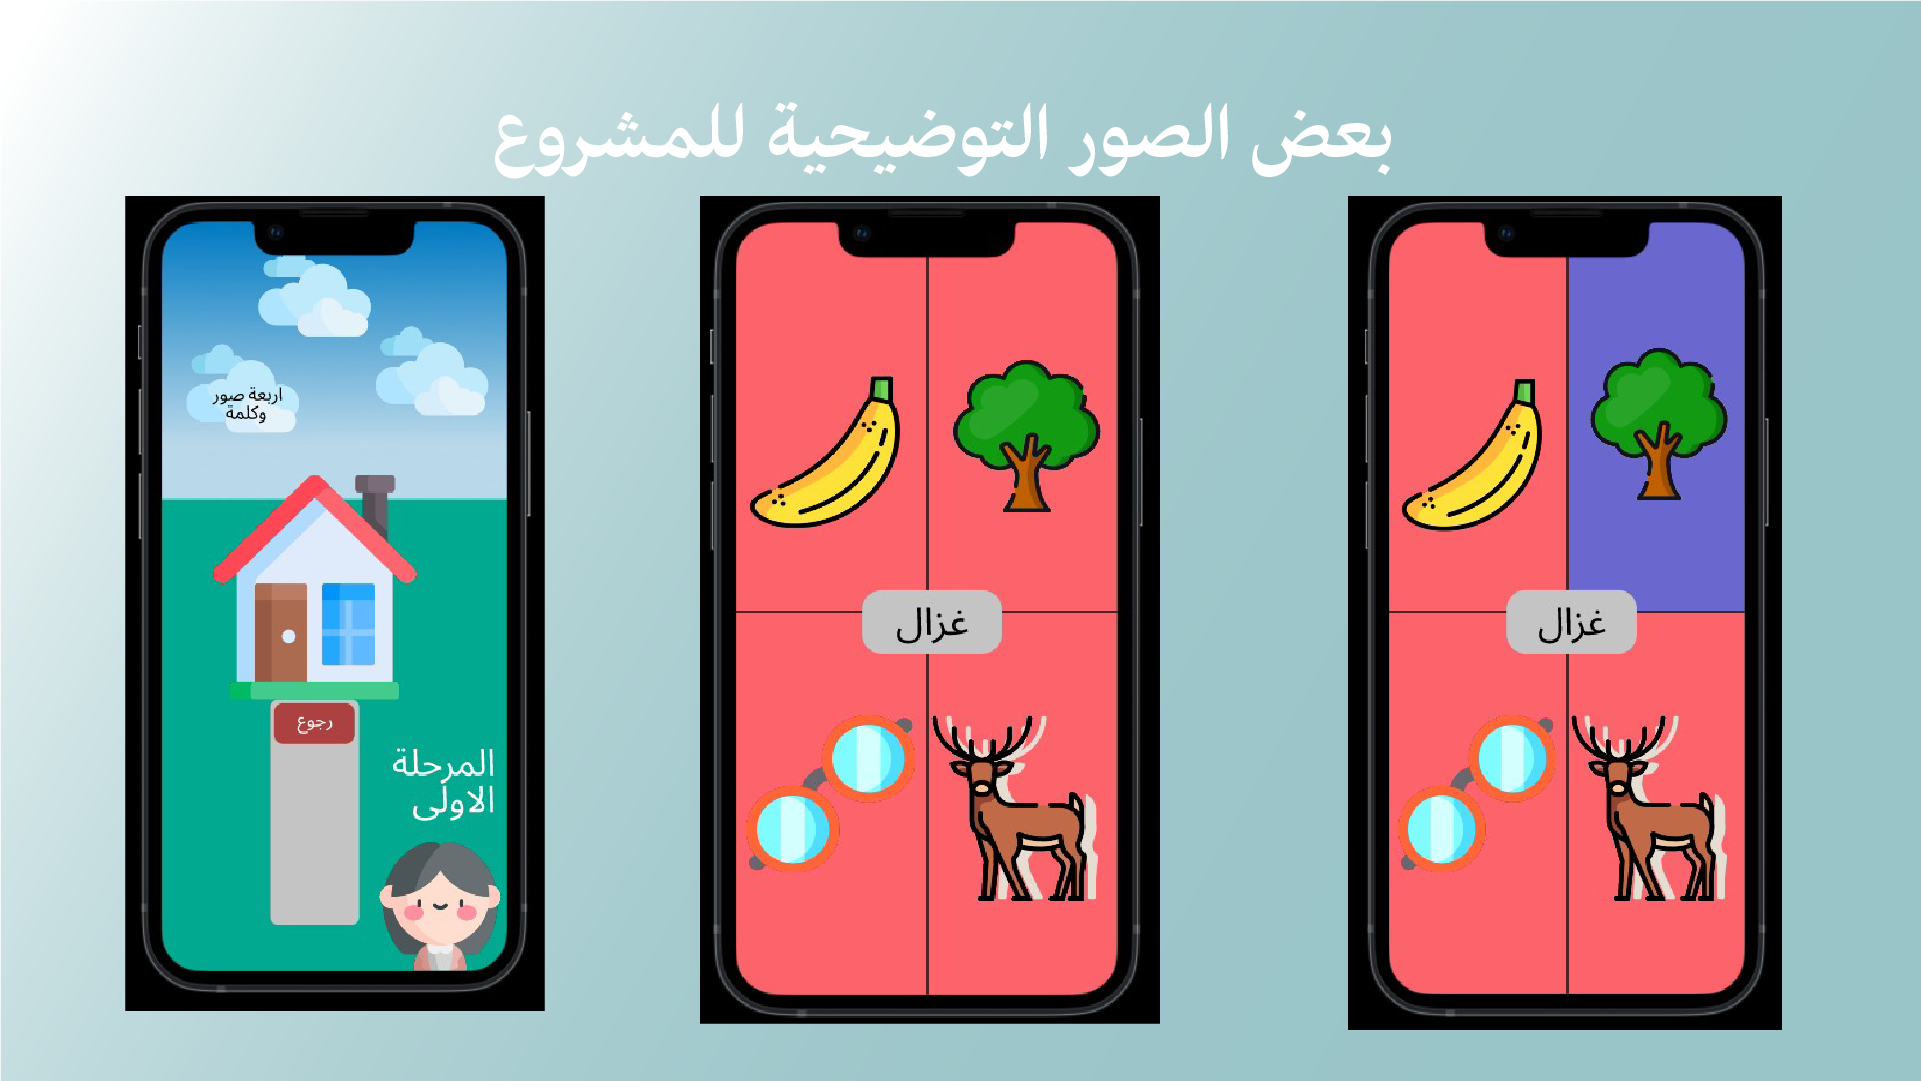 بعض الصور التوضيحية للمشروع
اربعة صور
وكلمة
رجوع
المرحلة
الاولى
غزال
غزال